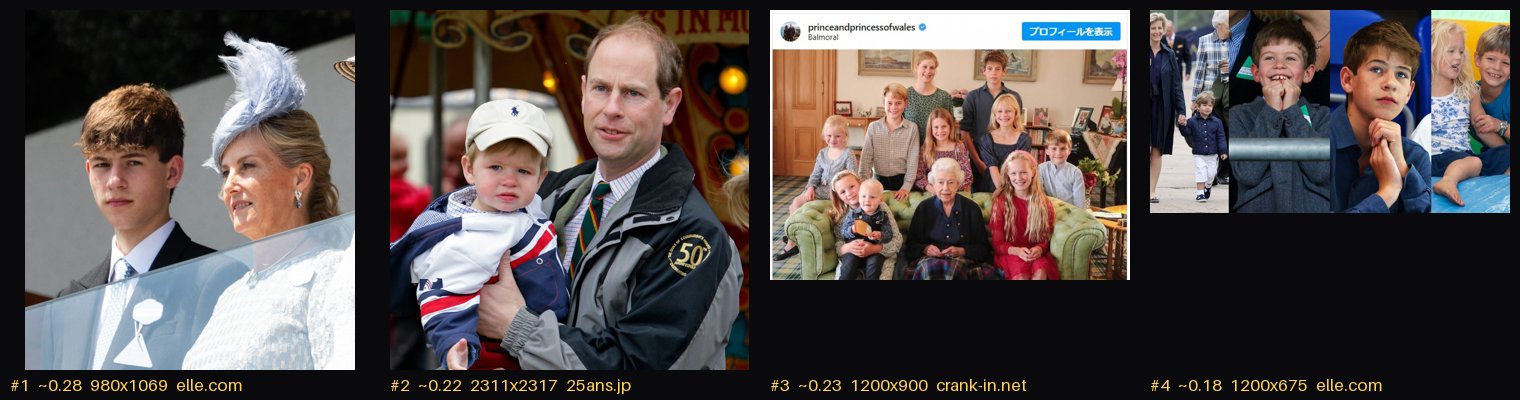 S IN M
50
princeandprincessofwales
Balmoral
プロフィールを表示
#1 ~0.28 980x1069 elle.com
#2 ~0.22 2311x2317 25ans.jp
#3 ~0.23 1200x900 crank-in.net
#4 ~0.18 1200x675 elle.com